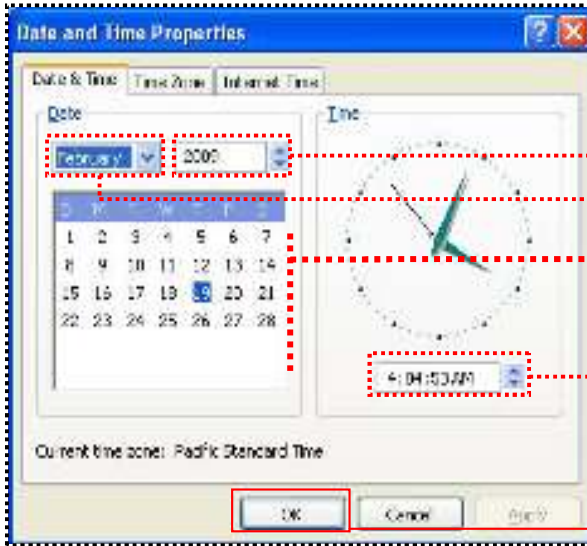 Date and Time Properties
Date & Time Time Zone Internet Time
Date
Time
February 2009
S M T W T F S
1 2 3 4 5 6 7
8 9 10 11 12 13 14
15 16 17 18 19 20 21
22 23 24 25 26 27 28
4:04:53 AM
Current time zone: Pacific Standard Time
OK Cancel Apply